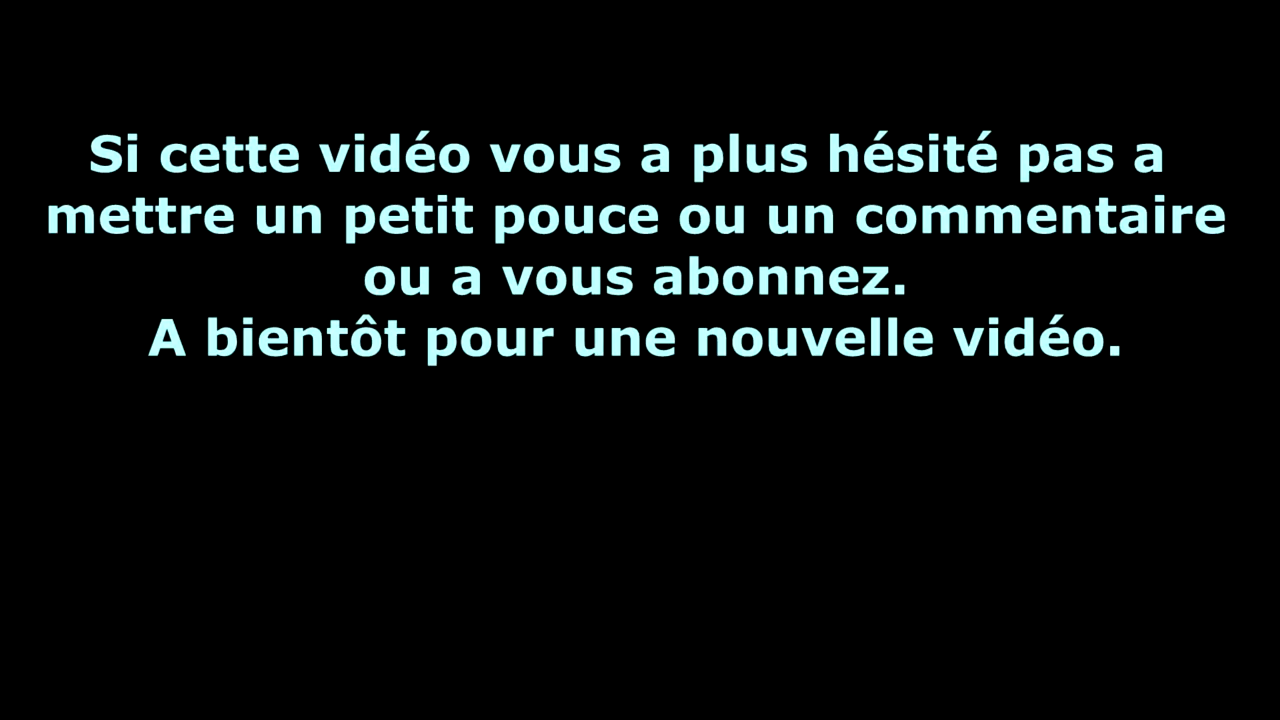 Si cette vidéo vous a plus hésité pas a
mettre un petit pouce ou un commentaire
ou a vous abonnez.
A bientôt pour une nouvelle vidéo.